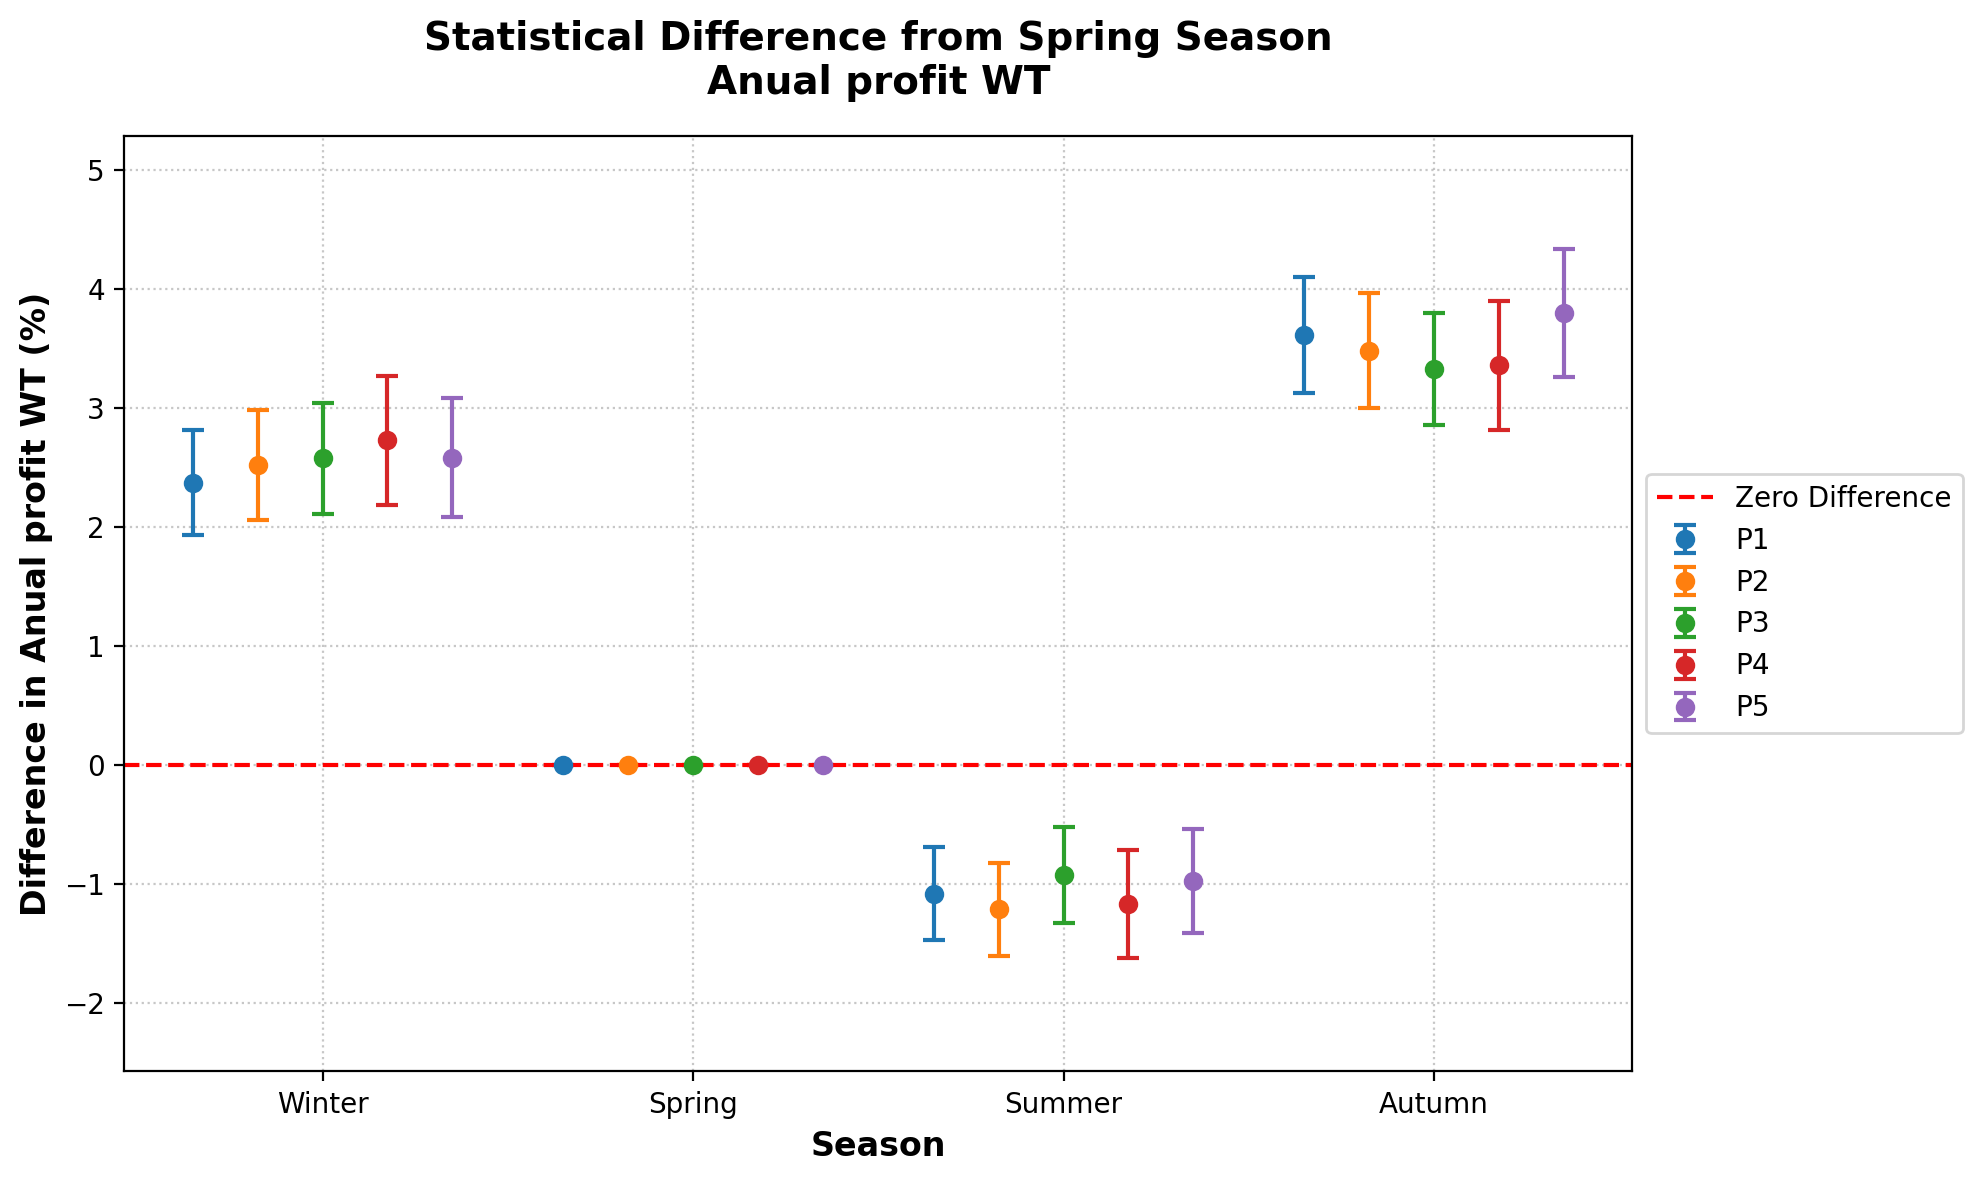 Statistical Difference from Spring Season
Anual profit WT
Difference in Anual profit WT (%)
5
4
3
2
1
0
−1
−2
Winter
Spring
Summer
Autumn
Season
Zero Difference
P1
P2
P3
P4
P5